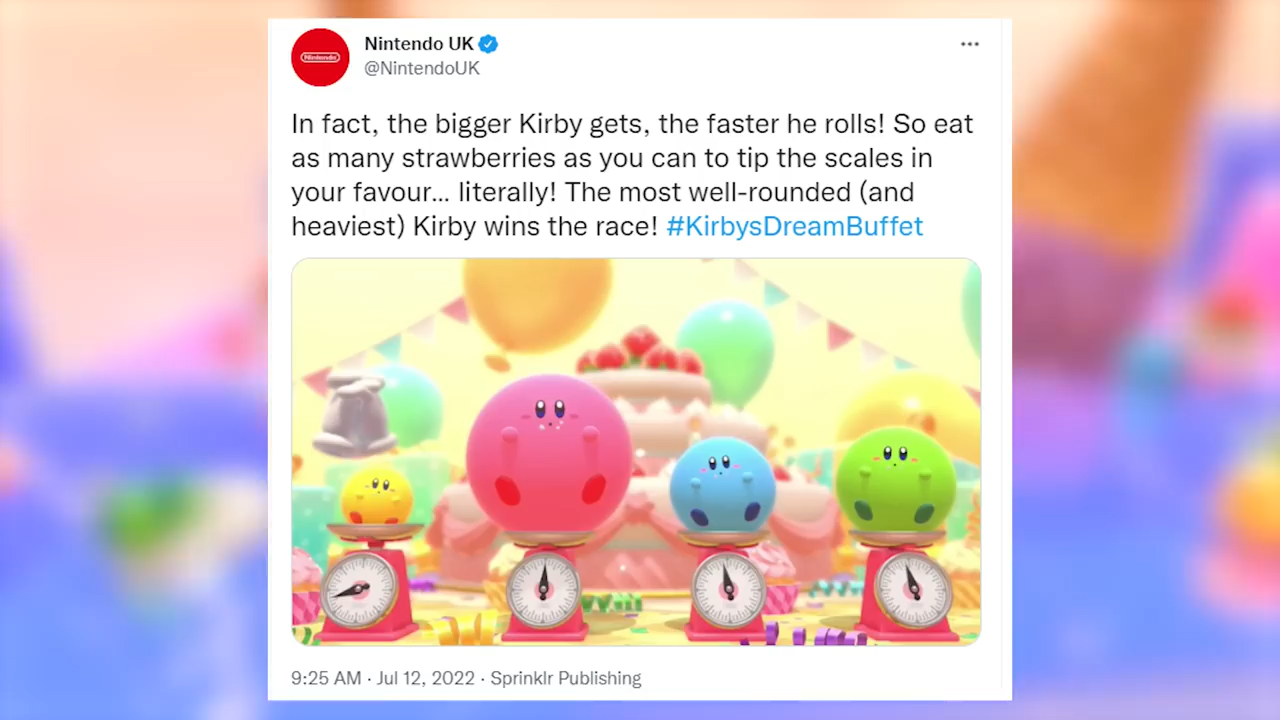 Nintendo
Nintendo UK
@NintendoUK
In fact, the bigger Kirby gets, the faster he rolls! So eat
as many strawberries as you can to tip the scales in
your favour... literally! The most well-rounded (and
heaviest) Kirby wins the race! #KirbysDreamBuffet
9:25 AM · Jul 12, 2022 · Sprinklr Publishing